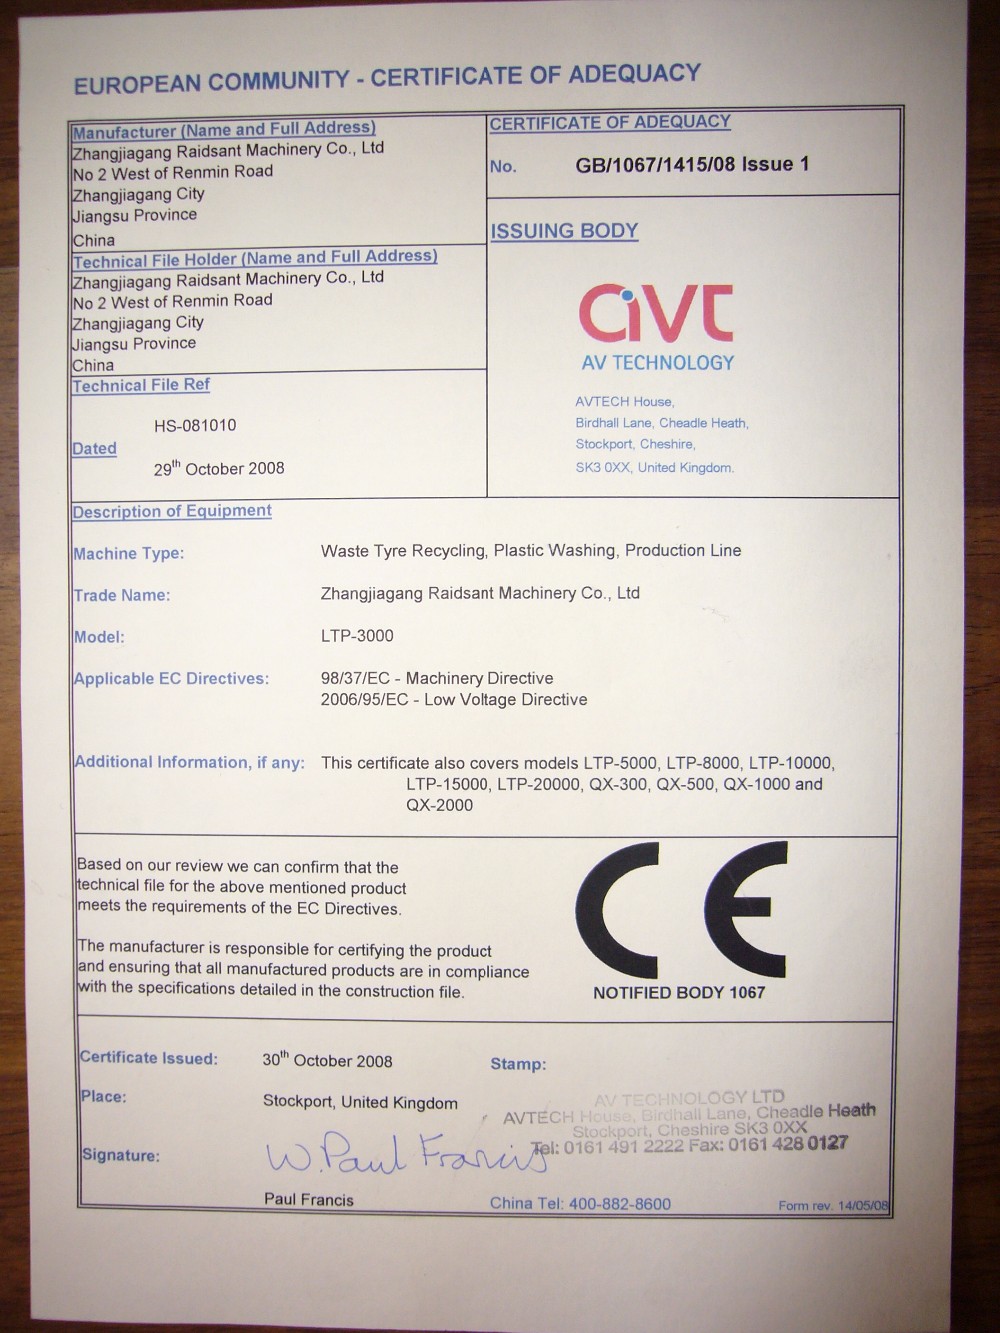 EUROPEAN COMMUNITY - CERTIFICATE OF ADEQUACY
Manufacturer (Name and Full Address)
Zhangjiagang Raidsant Machinery Co., Ltd
No 2 West of Renmin Road
Zhangjiagang City
Jiangsu Province
China
Technical File Holder (Name and Full Address)
Zhangjiagang Raidsant Machinery Co., Ltd
No 2 West of Renmin Road
Zhangjiagang City
Jiangsu Province
China
Technical File Ref
HS-081010
Dated
29th October 2008
CERTIFICATE OF ADEQUACY
No. GB/1067/1415/08 Issue 1
ISSUING BODY
avt
AV TECHNOLOGY
AVTECH House,
Birdhall Lane, Cheadle Heath,
Stockport, Cheshire,
SK3 0XX, United Kingdom.
Description of Equipment
Machine Type: Waste Tyre Recycling, Plastic Washing, Production Line
Trade Name: Zhangjiagang Raidsant Machinery Co., Ltd
Model: LTP-3000
Applicable EC Directives: 98/37/EC - Machinery Directive
2006/95/EC - Low Voltage Directive
Additional Information, if any: This certificate also covers models LTP-5000, LTP-8000, LTP-10000,
LTP-15000, LTP-20000, QX-300, QX-500, QX-1000 and
QX-2000
Based on our review we can confirm that the
technical file for the above mentioned product
meets the requirements of the EC Directives.
The manufacturer is responsible for certifying the product
and ensuring that all manufactured products are in compliance
with the specifications detailed in the construction file.
CE
NOTIFIED BODY 1067
Certificate Issued: 30th October 2008
Place: Stockport, United Kingdom
Signature: W. Paul Francis
Paul Francis
Stamp:
AV TECHNOLOGY LTD
AVTECH House, Birdhall Lane, Cheadle Heath
Stockport, Cheshire SK3 0XX
Tel: 0161 491 2222 Fax: 0161 428 0127
China Tel: 400-882-8600
Form rev. 14/05/08